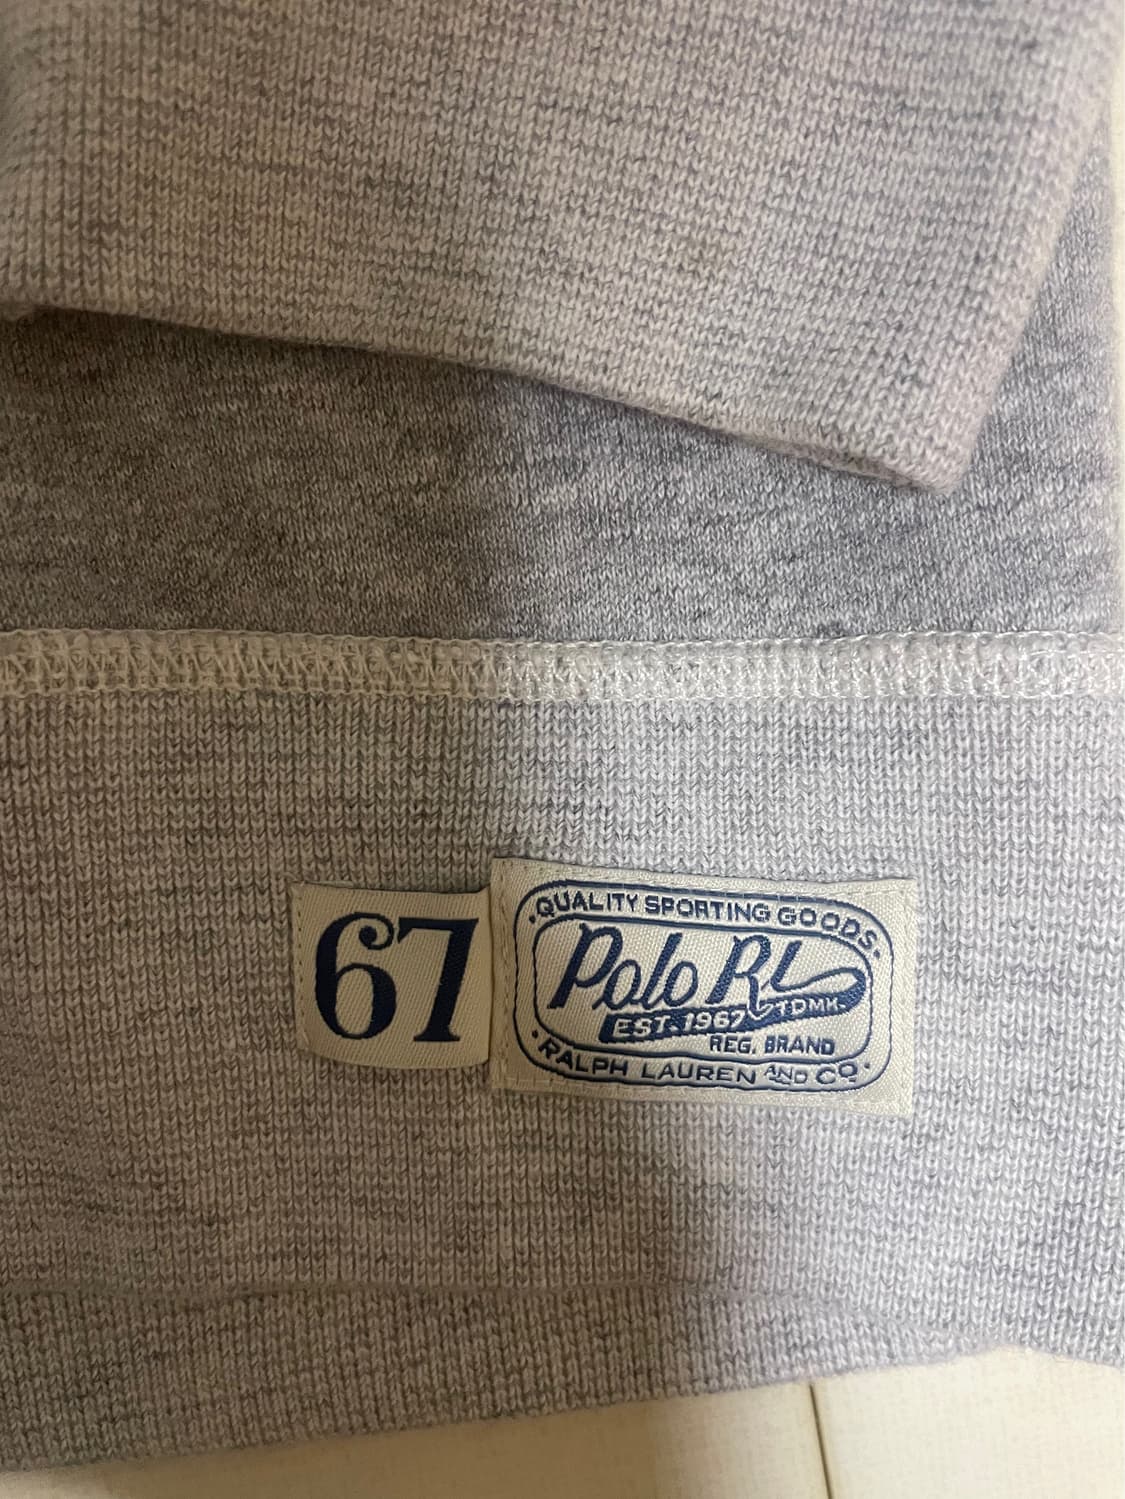 67
·QUALITY SPORTING GOODS·
Polo RL
EST. 1967 TDMK.
REG. BRAND
·RALPH LAUREN AND CO·